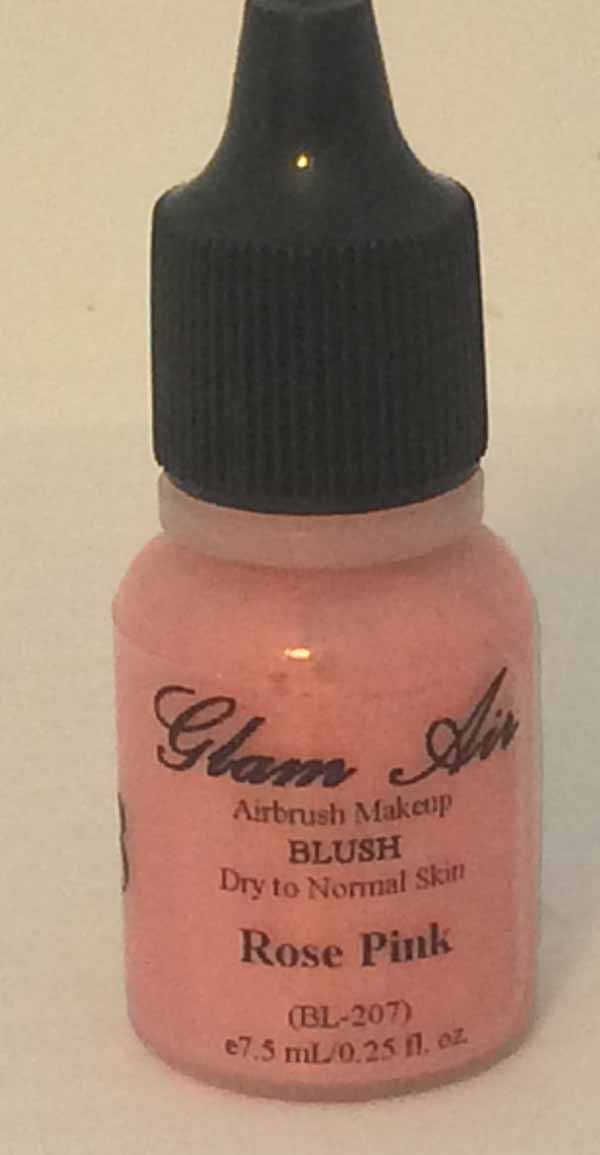 Glam Air
Airbrush Makeup
BLUSH
Dry to Normal Skin
Rose Pink
(BL-207)
e7.5 mL/0.25 fl. oz